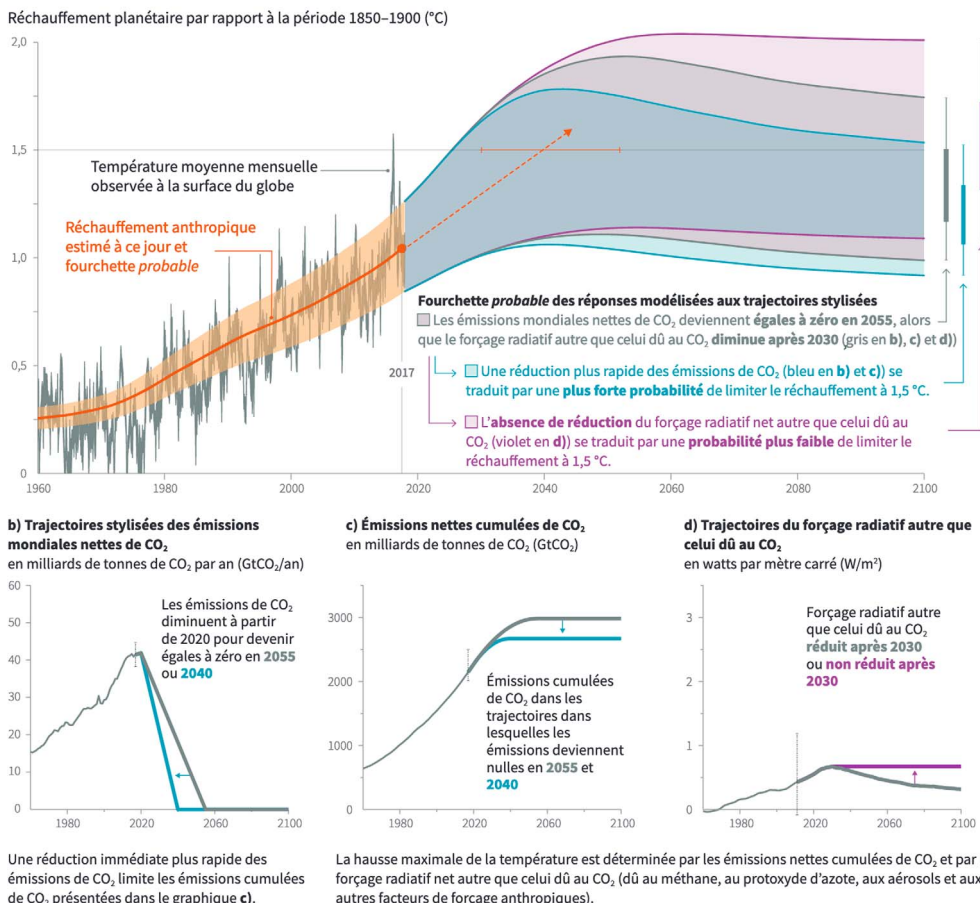 Réchauffement planétaire par rapport à la période 1850–1900 (°C)
2,0
1,5
1,0
0,5
0
Température moyenne mensuelle
observée à la surface du globe
Réchauffement anthropique
estimé à ce jour et
fourchette probable
2017
Fourchette probable des réponses modélisées aux trajectoires stylisées
Les émissions mondiales nettes de CO₂ deviennent égales à zéro en 2055, alors
que le forçage radiatif autre que celui dû au CO₂ diminue après 2030 (gris en b), c) et d))
Une réduction plus rapide des émissions de CO₂ (bleu en b) et c)) se
traduit par une plus forte probabilité de limiter le réchauffement à 1,5 °C.
L'absence de réduction du forçage radiatif net autre que celui dû au
CO₂ (violet en d)) se traduit par une probabilité plus faible de limiter le
réchauffement à 1,5 °C.
1960 1980 2000 2020 2040 2060 2080 2100
b) Trajectoires stylisées des émissions
mondiales nettes de CO₂
en milliards de tonnes de CO₂ par an (GtCO₂/an)
60
50
40
30
20
10
0
Les émissions de CO₂
diminuent à partir
de 2020 pour devenir
égales à zéro en 2055
ou 2040
1980 2020 2060 2100
c) Émissions nettes cumulées de CO₂
en milliards de tonnes de CO₂ (GtCO₂)
3000
2000
1000
0
Émissions cumulées
de CO₂ dans les
trajectoires dans
lesquelles les
émissions deviennent
nulles en 2055 et
2040
1980 2020 2060 2100
d) Trajectoires du forçage radiatif autre que
celui dû au CO₂
en watts par mètre carré (W/m²)
3
2
1
0
Forçage radiatif autre
que celui dû au CO₂
réduit après 2030
ou non réduit après
2030
1980 2020 2060 2100
Une réduction immédiate plus rapide des
émissions de CO₂ limite les émissions cumulées
de CO₂ présentées dans le graphique c).
La hausse maximale de la température est déterminée par les émissions nettes cumulées de CO₂ et par
forçage radiatif net autre que celui dû au CO₂ (dû au méthane, au protoxyde d'azote, aux aérosols et aux
autres facteurs de forçage anthropiques).